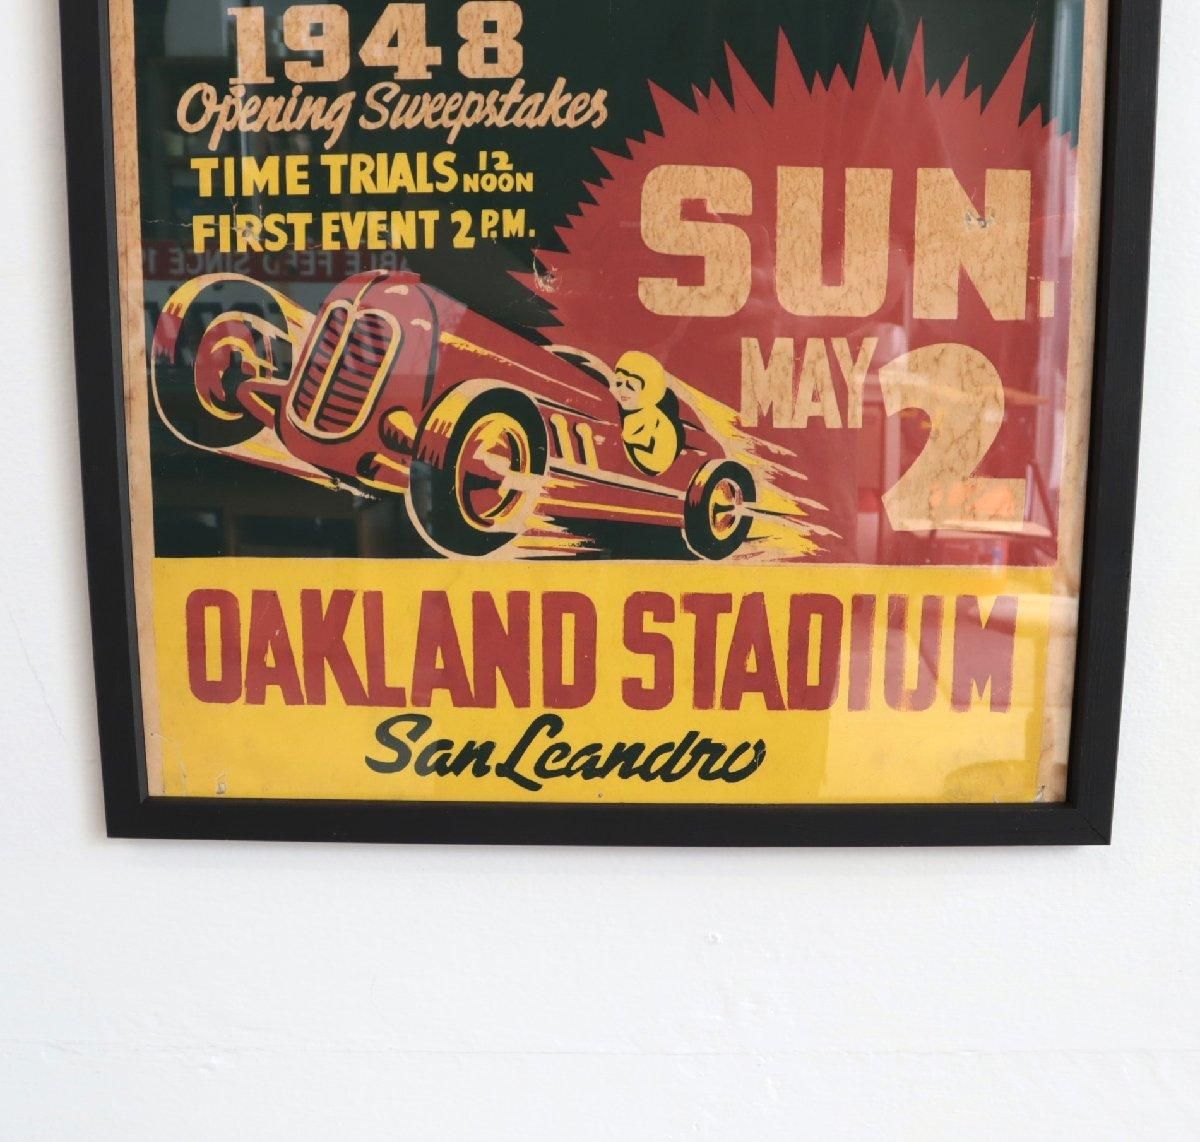 1948
Opening Sweepstakes
TIME TRIALS 12 NOON
FIRST EVENT 2 P.M.
SUN.
MAY 2
OAKLAND STADIUM
San Leandro